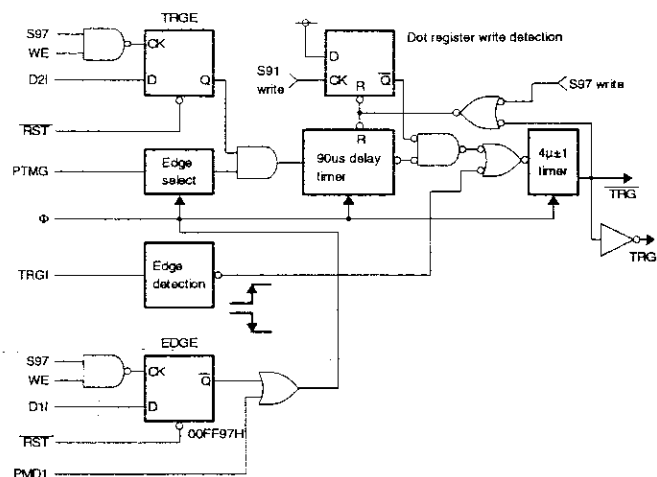 TRGE
S97
WE
CK
D2I
D
Q
RST
Dot register write detection
D
S91
write
CK
Q
R
S97 write
R
PTMG
Edge
select
90us delay
timer
4µ±1
timer
TRG
Φ
TRG
TRGI
Edge
detection
EDGE
S97
WE
CK
Q
D1I
D
RST
00FF97H
PMD1